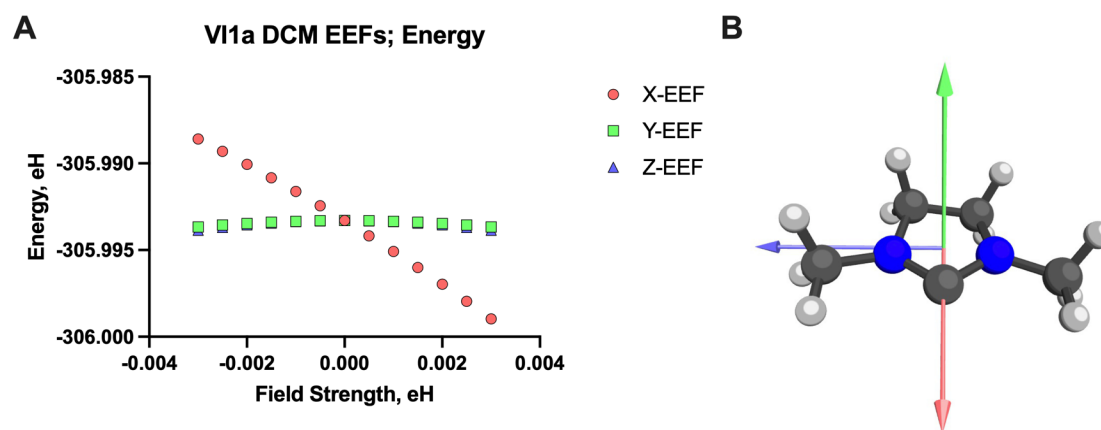 A
VI1a DCM EEFs; Energy
-305.985
-305.990
-305.995
-306.000
Energy, eH
-0.004
-0.002
0.000
0.002
0.004
Field Strength, eH
X-EEF
Y-EEF
Z-EEF
B